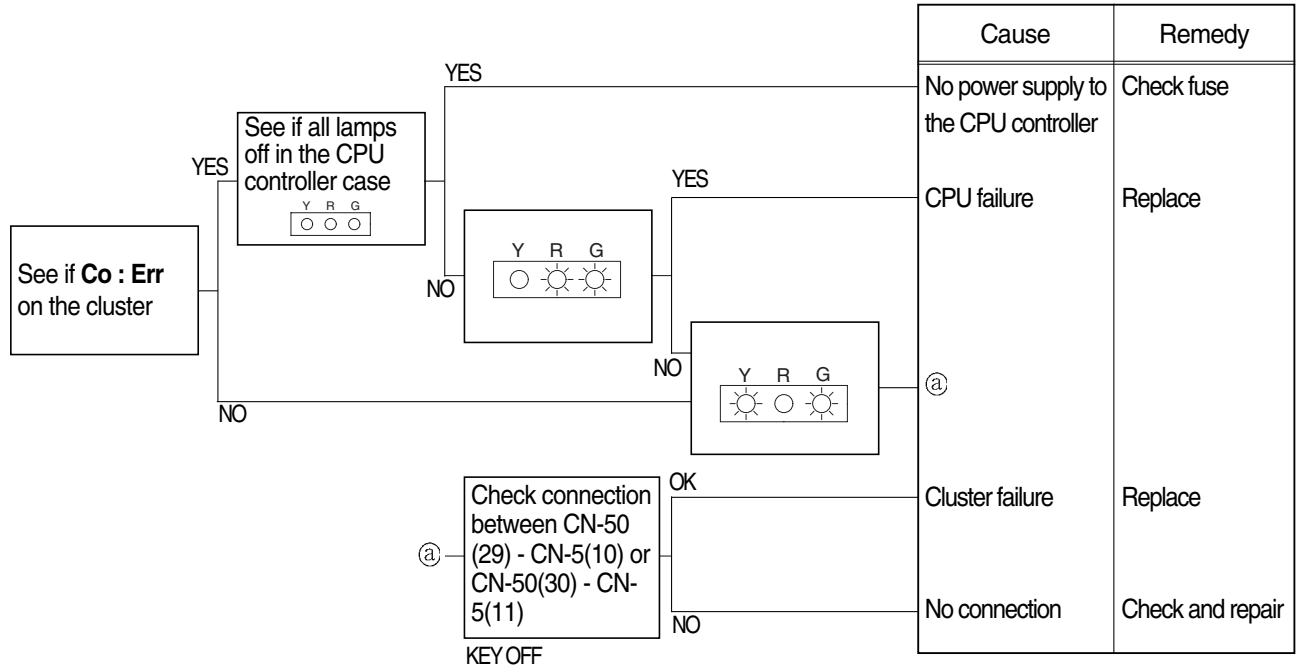 Cause Remedy
YES
No power supply to Check fuse
the CPU controller
See if all lamps
off in the CPU
controller case
Y R G
YES
YES
CPU failure Replace
See if Co : Err
on the cluster
Y R G
NO
NO
Y R G
ⓐ
NO
Check connection
between CN-50
(29) - CN-5(10) or
CN-50(30) - CN-
5(11)
ⓐ
OK
Cluster failure Replace
NO
No connection Check and repair
KEY OFF